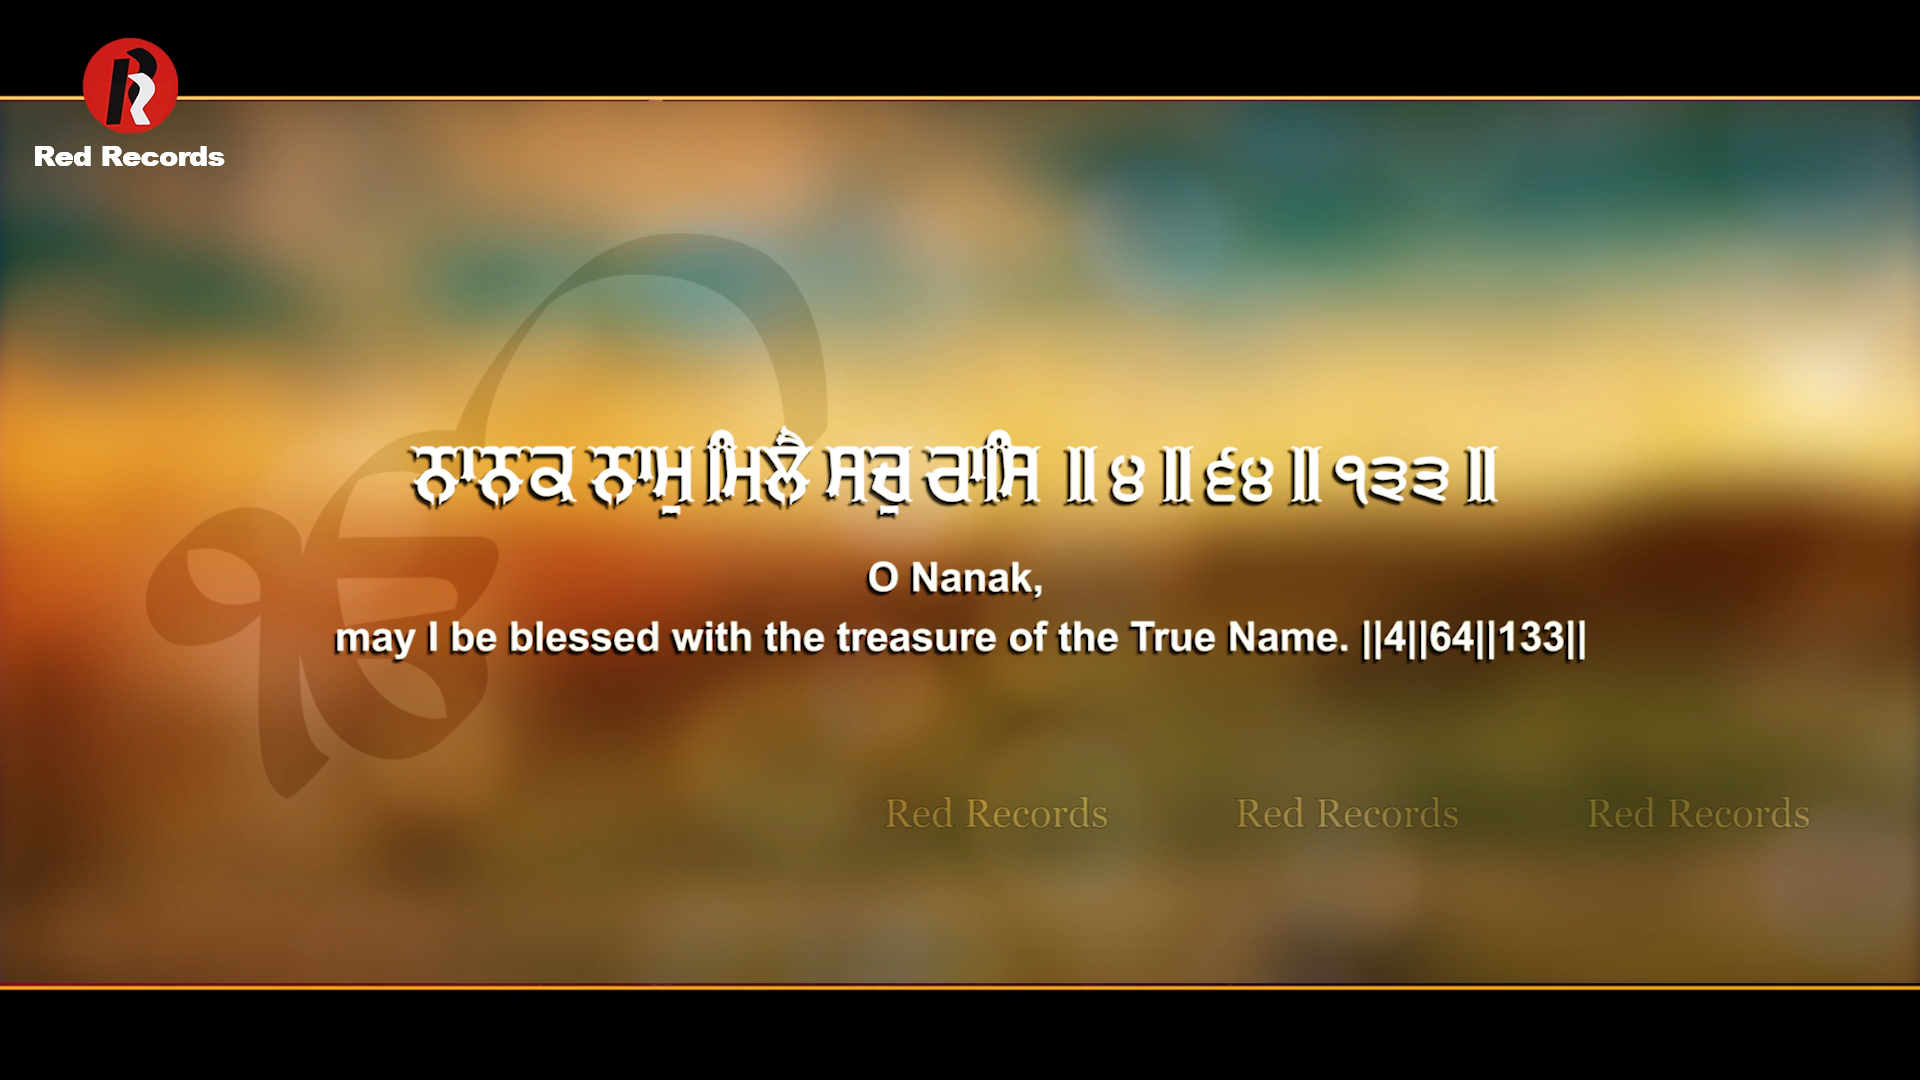 Red Records
ਨਾਨਕ ਨਾਮੁ ਮਿਲੈ ਸਚੁ ਰਾਸਿ ॥੪॥੬੪॥੧੩੩॥
O Nanak,
may I be blessed with the treasure of the True Name. ||4||64||133||
Red Records Red Records Red Records